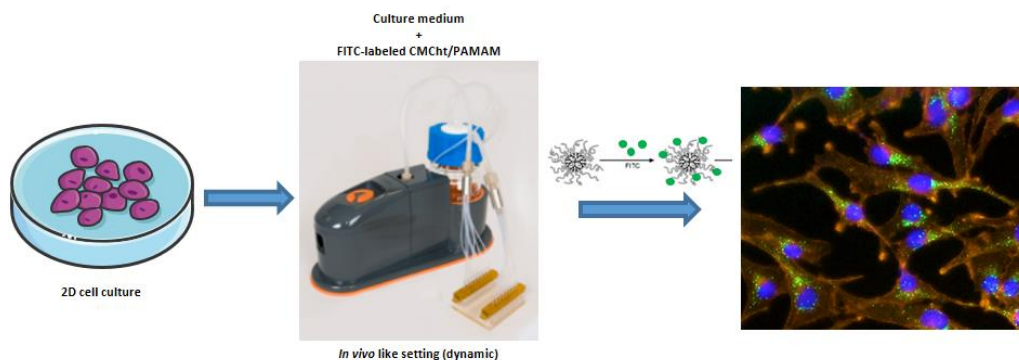 Culture medium
+
FITC-labeled CMCht/PAMAM
FITC
2D cell culture
In vivo like setting (dynamic)